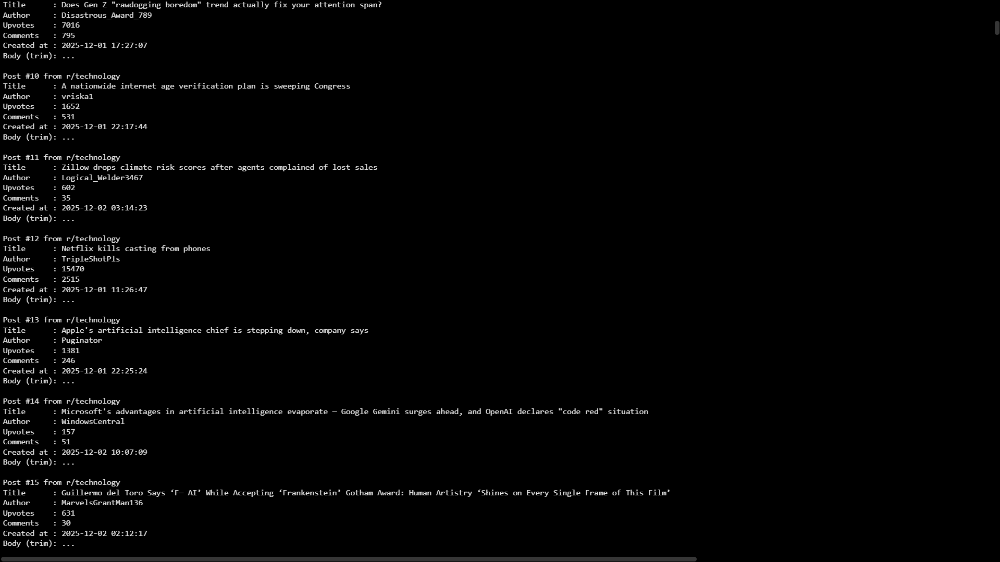 Title      : Does Gen Z "rawdogging boredom" trend actually fix your attention span?
Author     : Disastrous_Award_789
Upvotes    : 7016
Comments   : 795
Created at : 2025-12-01 17:27:07
Body (trim): ...

Post #10 from r/technology
Title      : A nationwide internet age verification plan is sweeping Congress
Author     : vriska1
Upvotes    : 1652
Comments   : 531
Created at : 2025-12-01 22:17:44
Body (trim): ...

Post #11 from r/technology
Title      : Zillow drops climate risk scores after agents complained of lost sales
Author     : Logical_Welder3467
Upvotes    : 602
Comments   : 35
Created at : 2025-12-02 03:14:23
Body (trim): ...

Post #12 from r/technology
Title      : Netflix kills casting from phones
Author     : TripleShotPls
Upvotes    : 15470
Comments   : 2515
Created at : 2025-12-01 11:26:47
Body (trim): ...

Post #13 from r/technology
Title      : Apple's artificial intelligence chief is stepping down, company says
Author     : Puginator
Upvotes    : 1381
Comments   : 246
Created at : 2025-12-01 22:25:24
Body (trim): ...

Post #14 from r/technology
Title      : Microsoft's advantages in artificial intelligence evaporate — Google Gemini surges ahead, and OpenAI declares "code red" situation
Author     : WindowsCentral
Upvotes    : 157
Comments   : 51
Created at : 2025-12-02 10:07:09
Body (trim): ...

Post #15 from r/technology
Title      : Guillermo del Toro Says ‘F— AI’ While Accepting ‘Frankenstein’ Gotham Award: Human Artistry ‘Shines on Every Single Frame of This Film’
Author     : MarvelsGrantMan136
Upvotes    : 631
Comments   : 30
Created at : 2025-12-02 02:12:17
Body (trim): ...